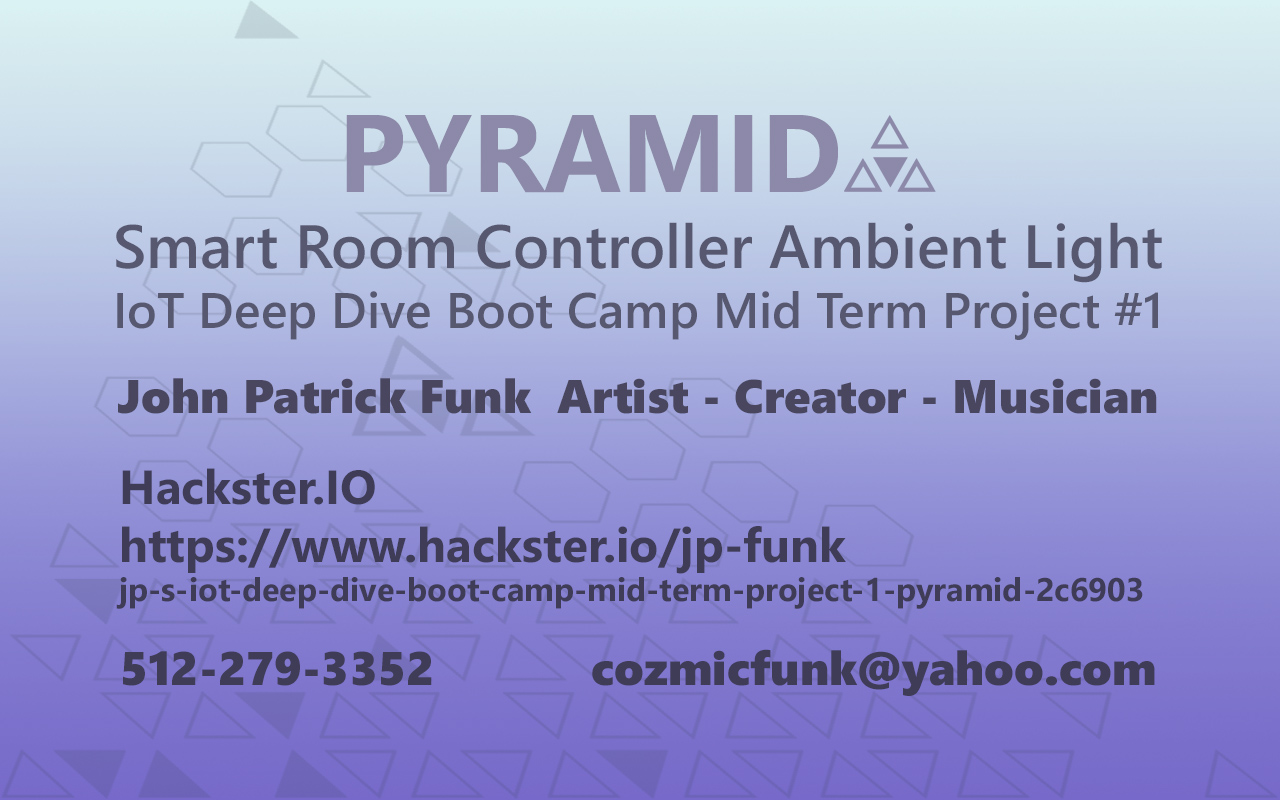 PYRAMID
Smart Room Controller Ambient Light
IoT Deep Dive Boot Camp Mid Term Project #1
John Patrick Funk  Artist - Creator - Musician
Hackster.IO
https://www.hackster.io/jp-funk
jp-s-iot-deep-dive-boot-camp-mid-term-project-1-pyramid-2c6903
512-279-3352 cozmicfunk@yahoo.com